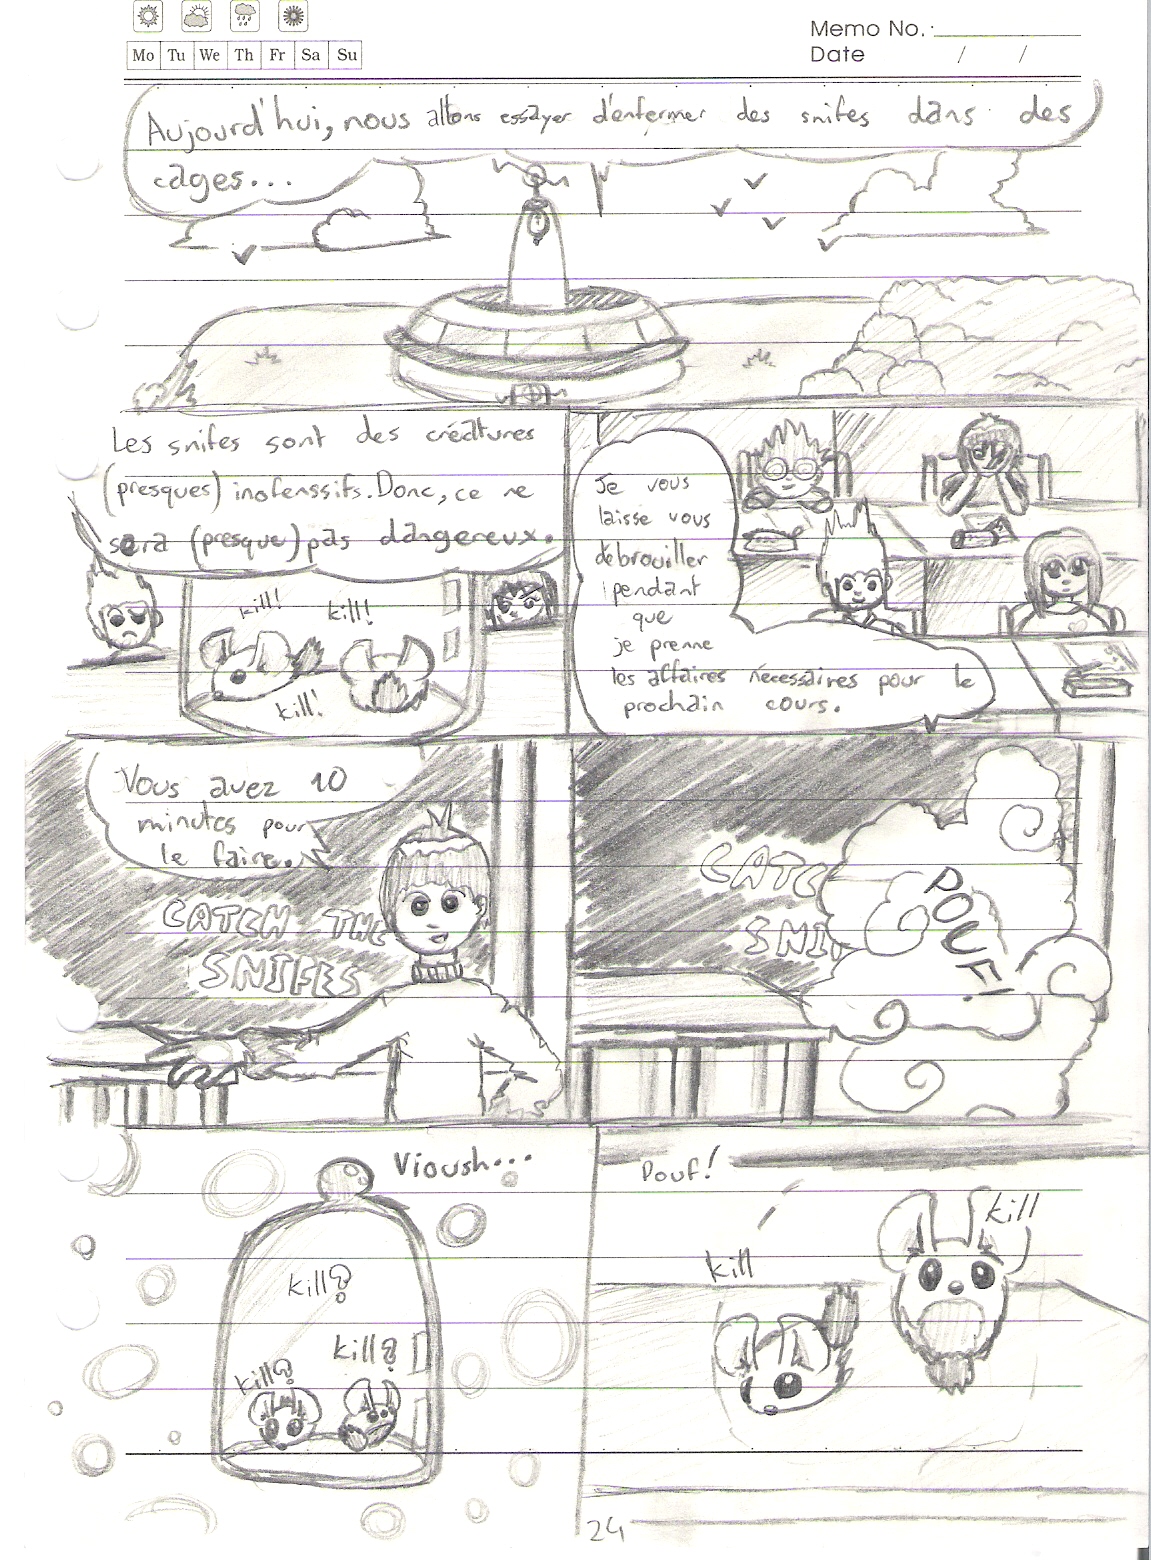 Memo No.
Mo Tu We Th Fr Sa Su
Date / /
Aujourd'hui, nous allons essayer d'enfermer des snifes dans des
cages...
Les snifes sont des créatures
(presques) inofenssifs. Donc, ce ne
sera (presque) pas dangereux.
kill!
kill!
kill!
Je vous
laisse vous
débrouiller
pendant
que
je prenne
les affaires nécessaires pour le
prochain cours.
Vous avez 10
minutes pour
le faire.
CATCH THE
SNIFES
CATC
SNI
POUF!
Vioush...
kill?
kill?
kill?
Pouf!
kill
kill
24